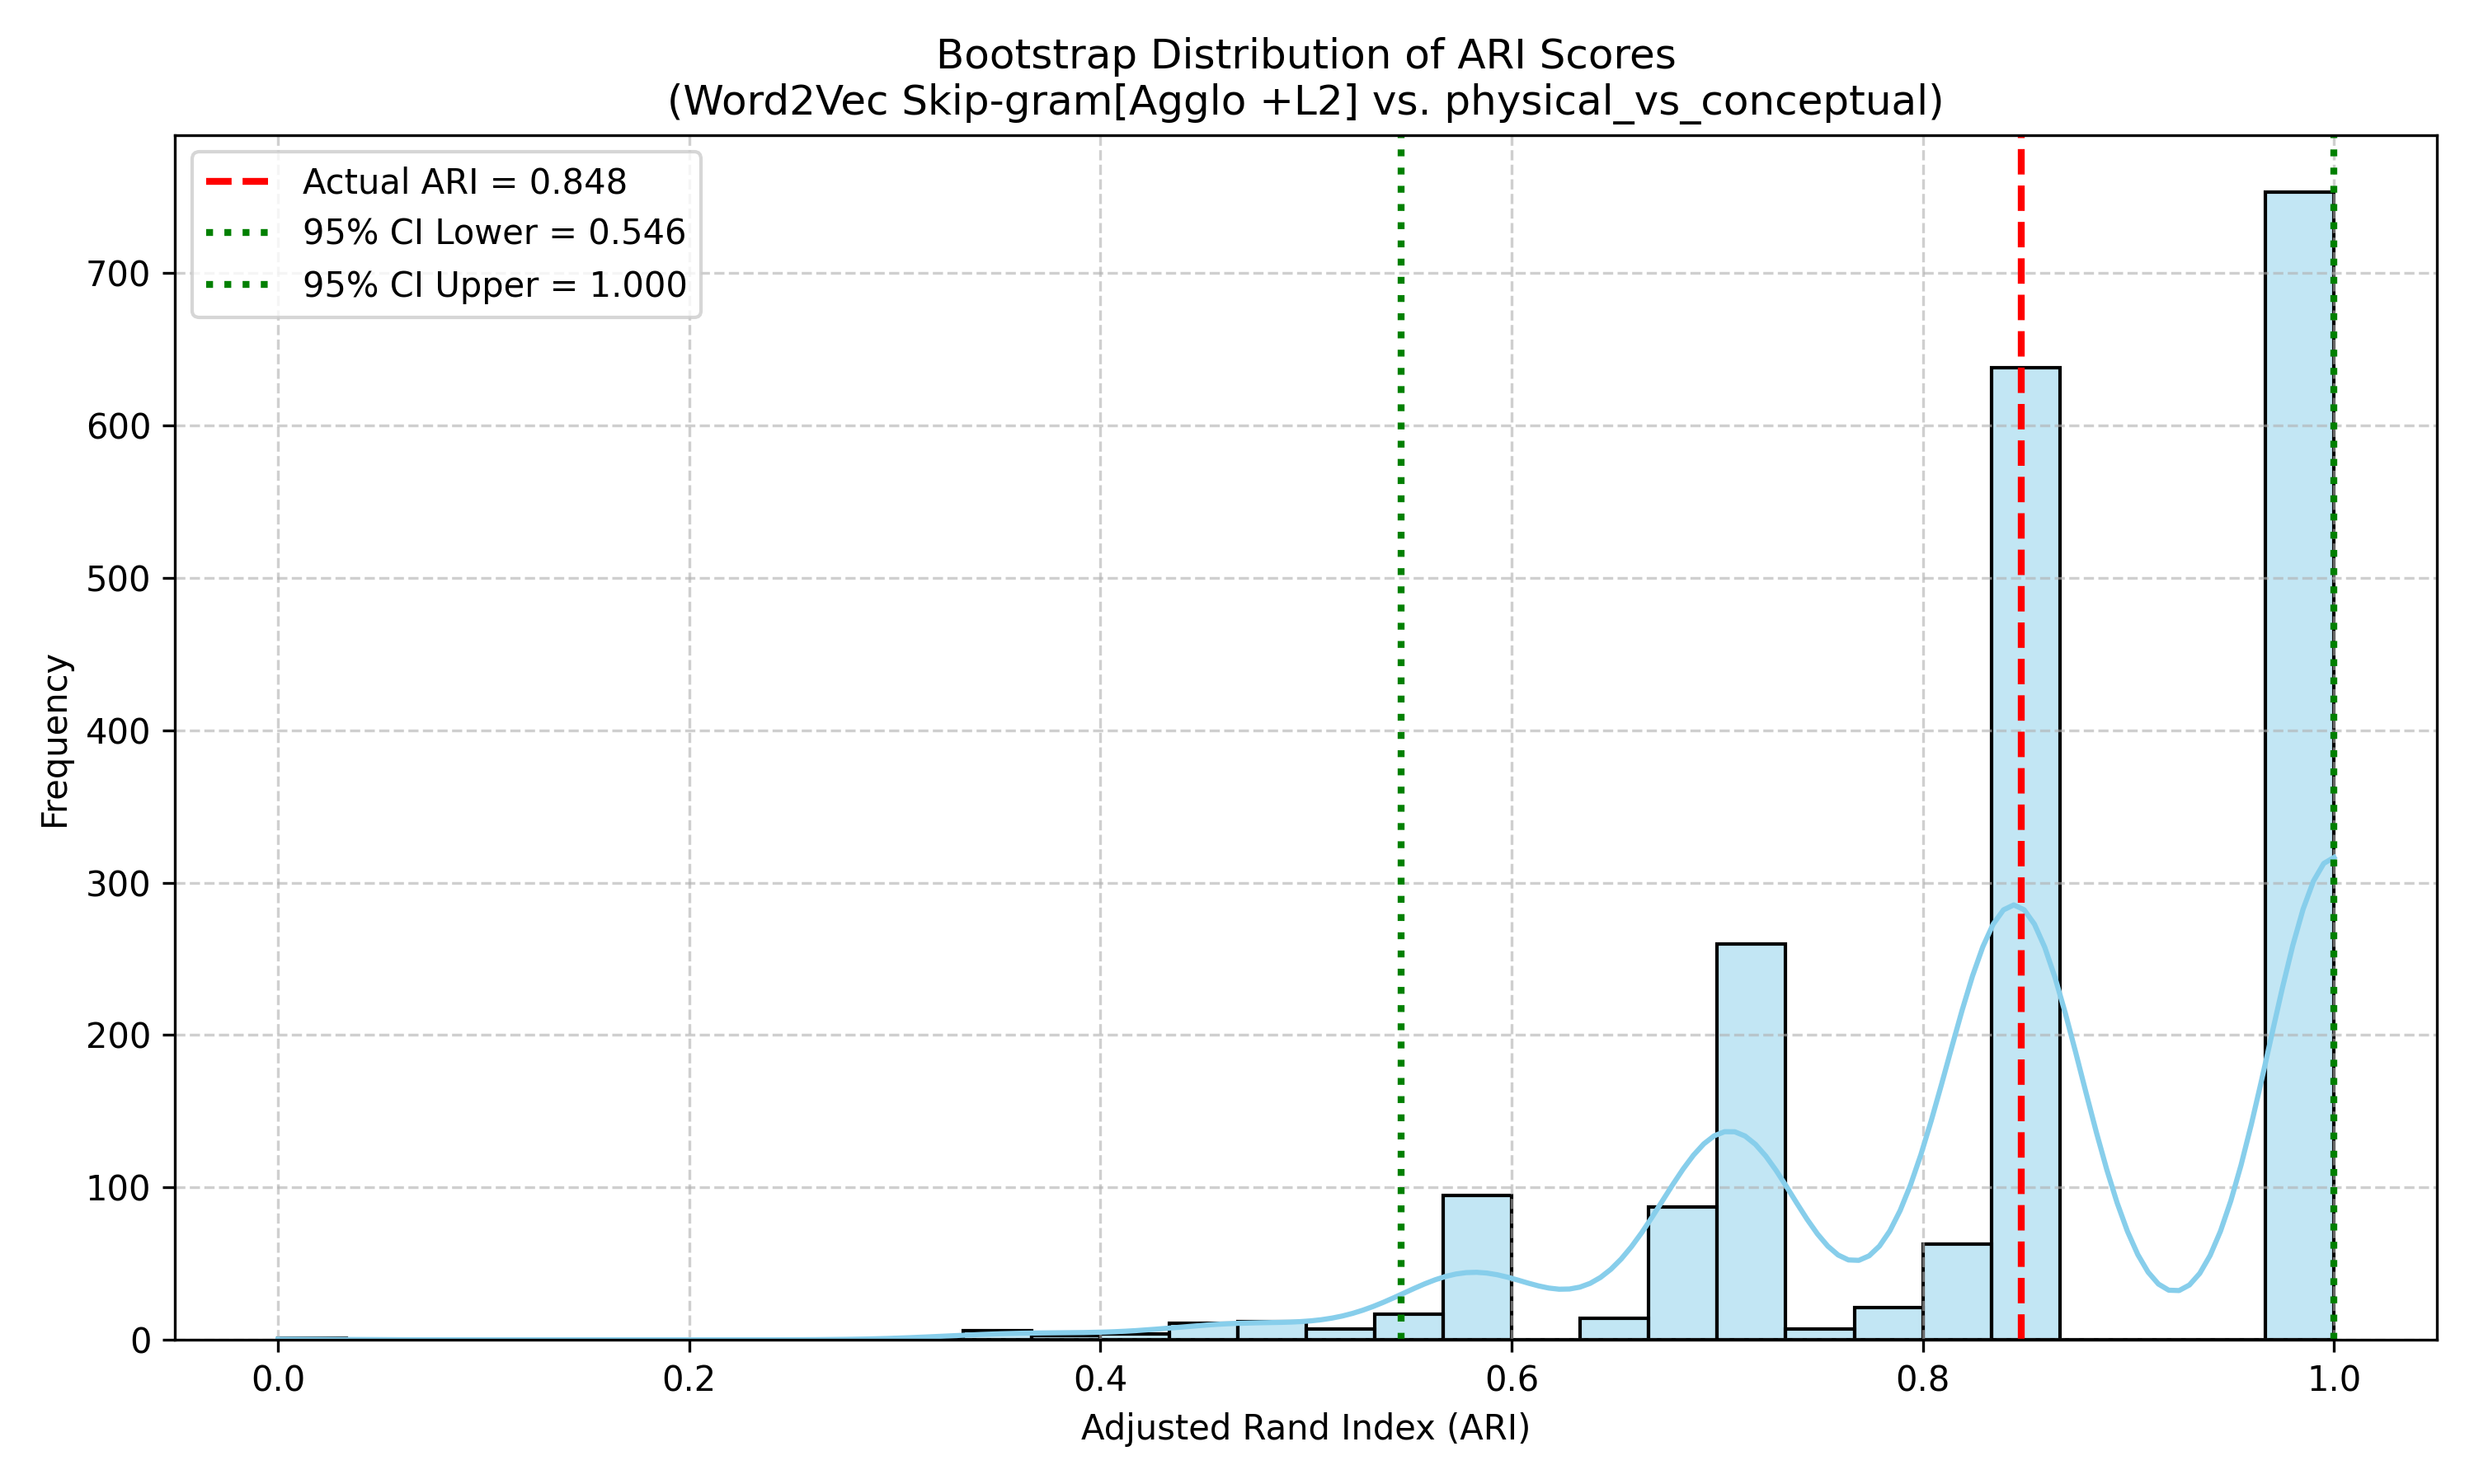 Bootstrap Distribution of ARI Scores
(Word2Vec Skip-gram[Agglo +L2] vs. physical_vs_conceptual)
Actual ARI = 0.848
95% CI Lower = 0.546
95% CI Upper = 1.000
Frequency
700
600
500
400
300
200
100
0
0.0 0.2 0.4 0.6 0.8 1.0
Adjusted Rand Index (ARI)